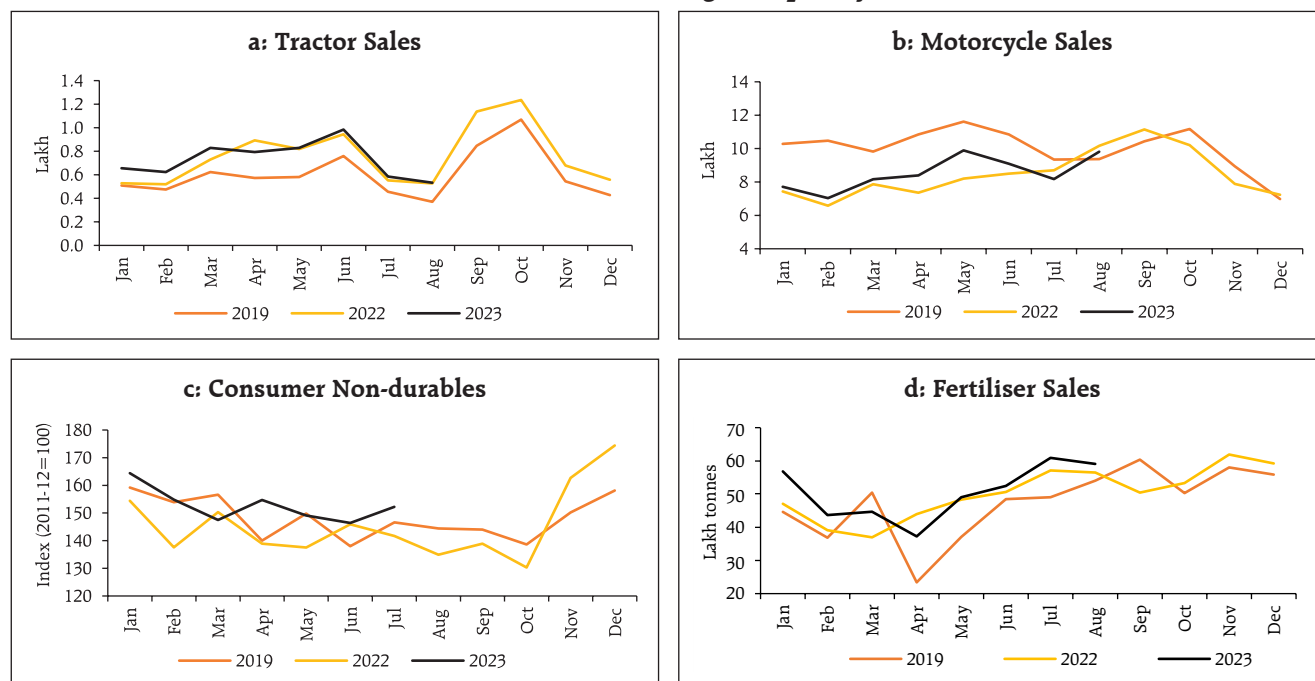 a: Tractor Sales
Lakh
1.4
1.2
1.0
0.8
0.6
0.4
0.2
0.0
Jan Feb Mar Apr May Jun Jul Aug Sep Oct Nov Dec
2019 2022 2023
b: Motorcycle Sales
Lakh
14
12
10
8
6
4
Jan Feb Mar Apr May Jun Jul Aug Sep Oct Nov Dec
2019 2022 2023
c: Consumer Non-durables
Index (2011-12=100)
180
170
160
150
140
130
120
Jan Feb Mar Apr May Jun Jul Aug Sep Oct Nov Dec
2019 2022 2023
d: Fertiliser Sales
Lakh tonnes
70
60
50
40
30
20
Jan Feb Mar Apr May Jun Jul Aug Sep Oct Nov Dec
2019 2022 2023